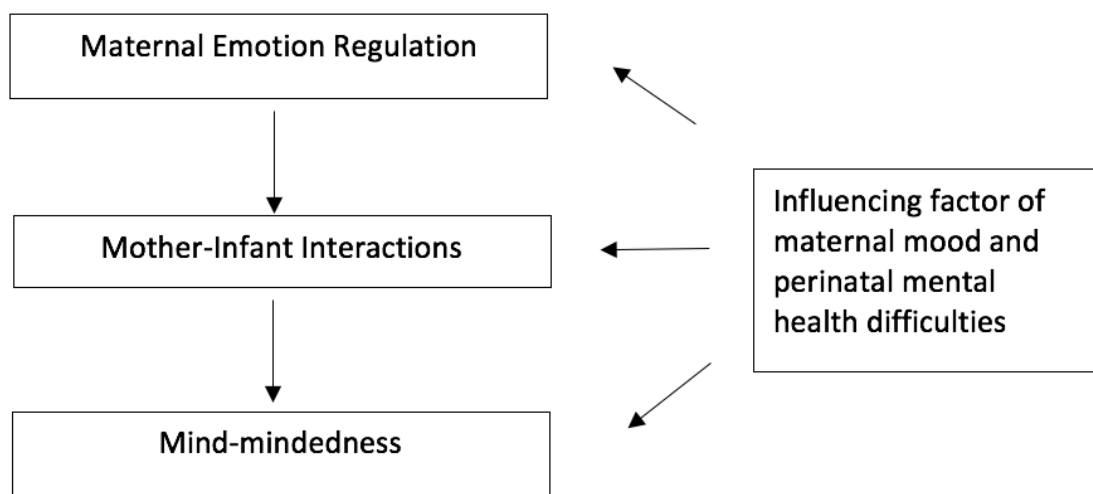 Maternal Emotion Regulation
Mother-Infant Interactions
Mind-mindedness
Influencing factor of
maternal mood and
perinatal mental
health difficulties